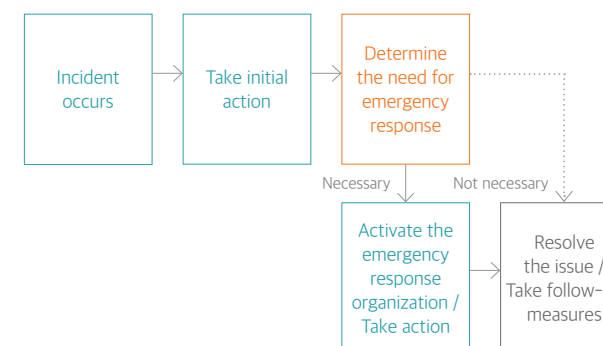 Incident
occurs
Take initial
action
Determine
the need for
emergency
response
Necessary
Not necessary
Activate the
emergency
response
organization /
Take action
Resolve
the issue /
Take follow-
measures